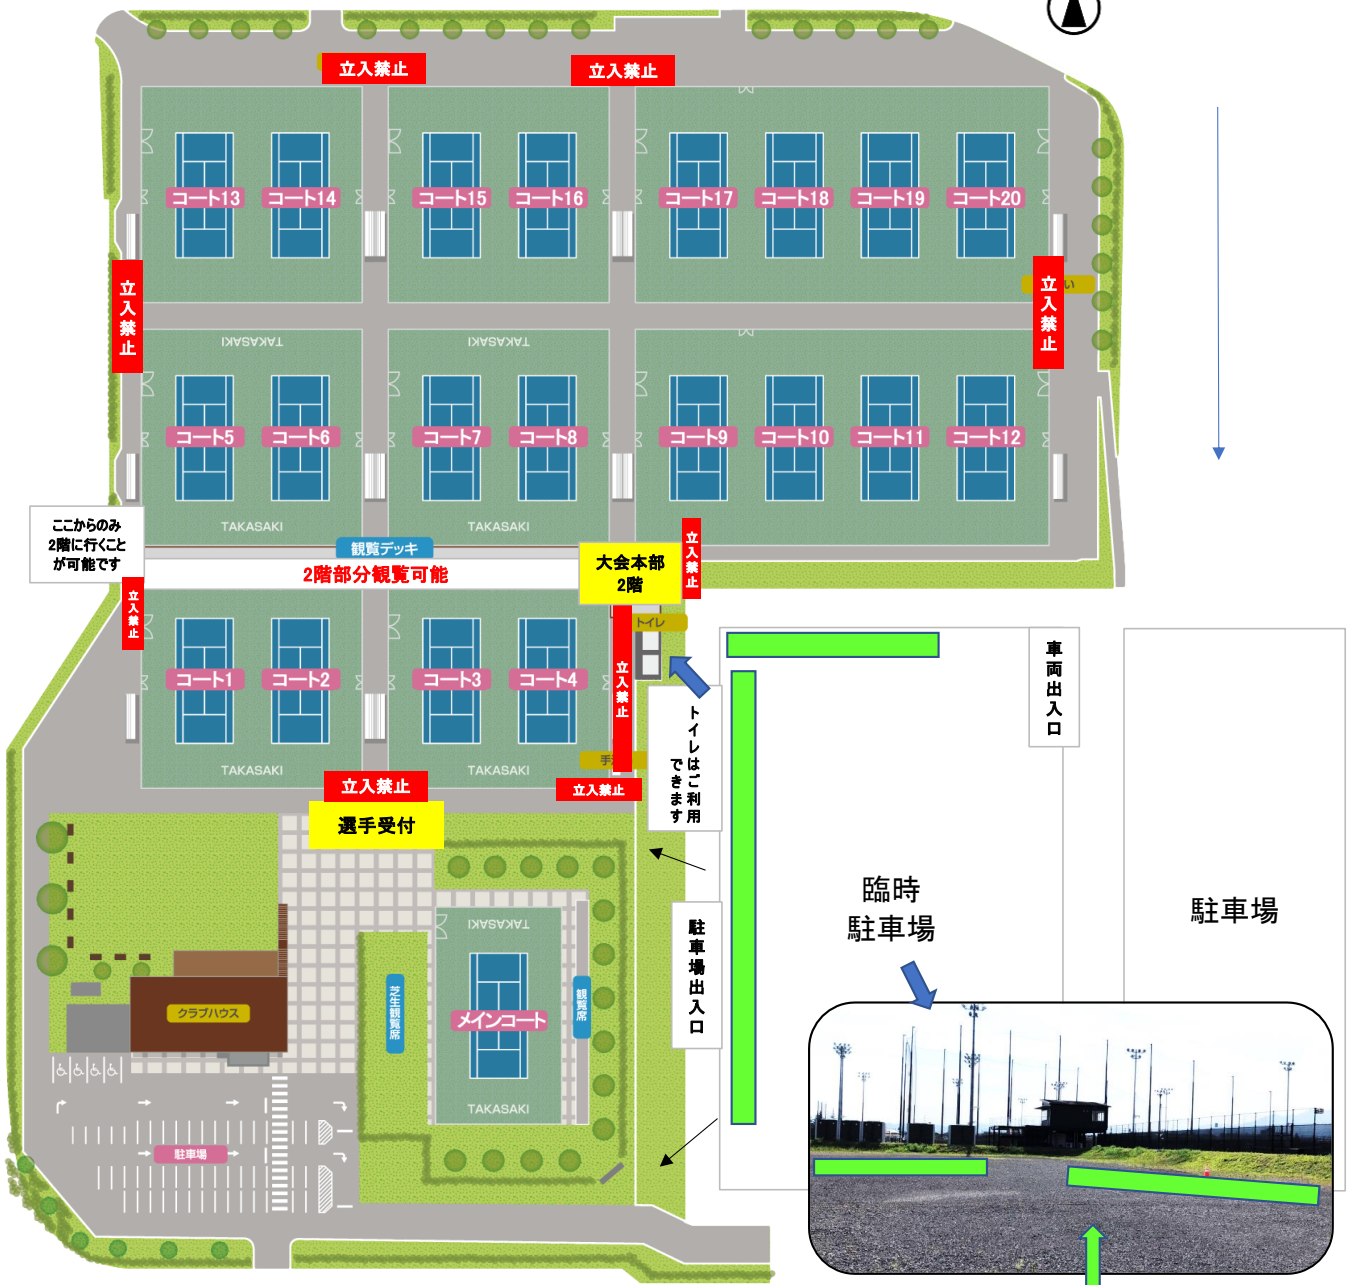 立入禁止
立入禁止
コート13
コート14
コート15
コート16
コート17
コート18
コート19
コート20
立入禁止
立入禁止
い
TAKASAKI
TAKASAKI
コート5
コート6
コート7
コート8
コート9
コート10
コート11
コート12
TAKASAKI
TAKASAKI
ここからのみ
2階に行くこと
が可能です
観覧デッキ
2階部分観覧可能
大会本部
2階
立入禁止
立入禁止
トイレ
コート1
コート2
コート3
コート4
立入禁止
車両出入口
トイレはご利用
できます
TAKASAKI
TAKASAKI
手
立入禁止
立入禁止
選手受付
臨時
駐車場
駐車場
駐車場出入口
TAKASAKI
芝生観覧席
観覧席
メインコート
クラブハウス
TAKASAKI
駐車場